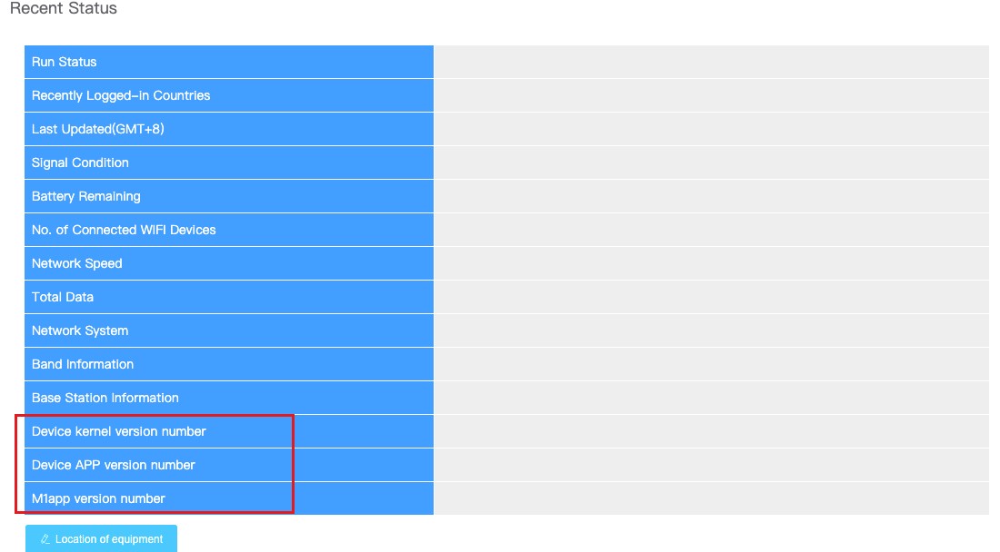 Recent Status
Run Status
Recently Logged-in Countries
Last Updated(GMT+8)
Signal Condition
Battery Remaining
No. of Connected WIFI Devices
Network Speed
Total Data
Network System
Band Information
Base Station Information
Device kernel version number
Device APP version number
M1app version number
Location of equipment